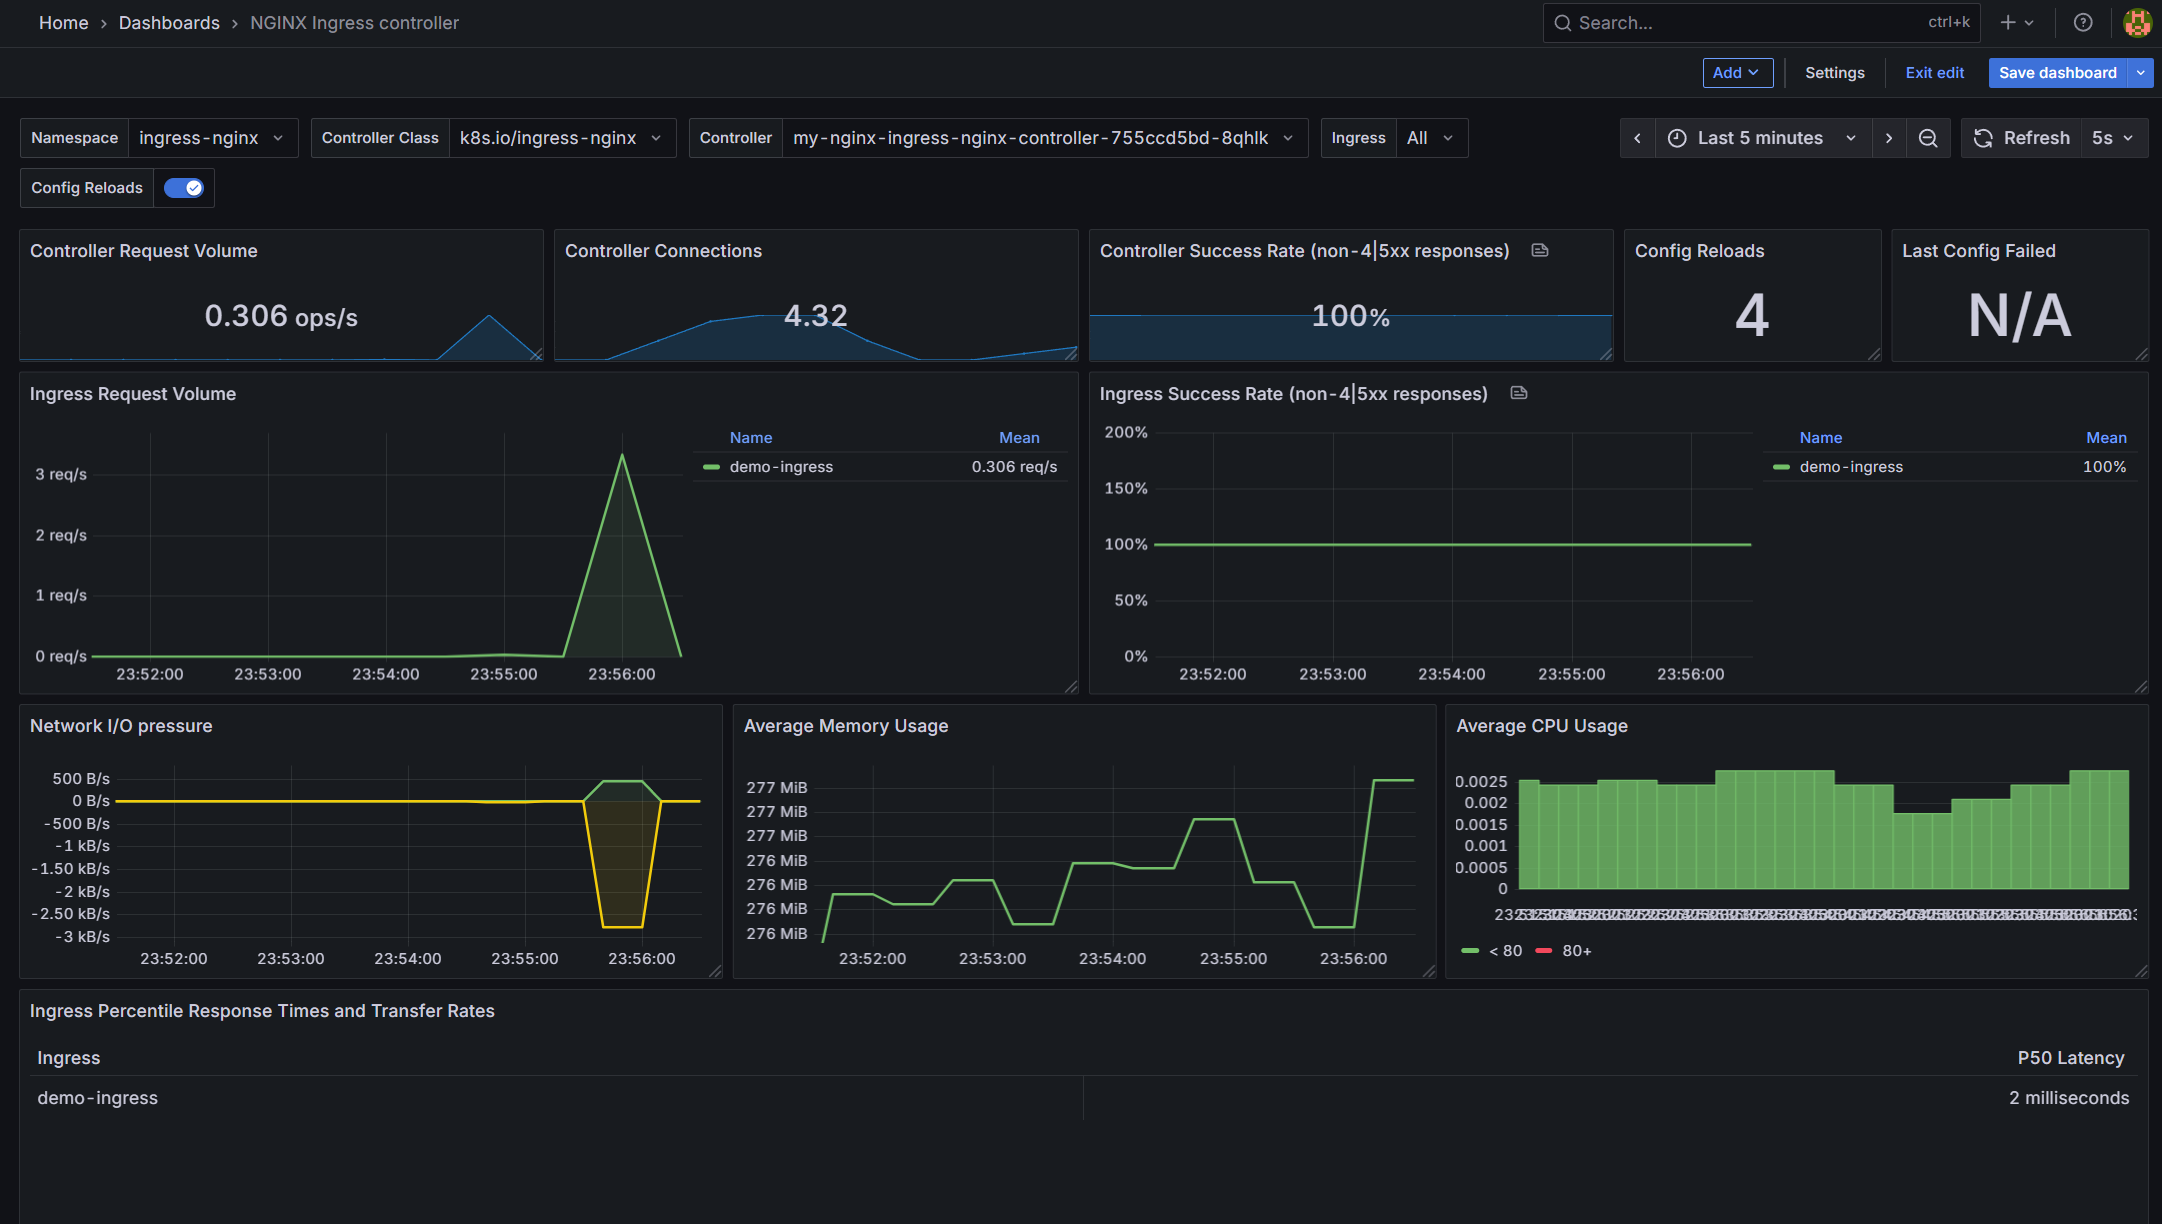 Home › Dashboards › NGINX Ingress controller
Search... ctrl+k
Add Settings Exit edit Save dashboard
Namespace ingress-nginx Controller Class k8s.io/ingress-nginx Controller my-nginx-ingress-nginx-controller-755ccd5bd-8qhlk Ingress All Last 5 minutes Refresh 5s
Config Reloads
Controller Request Volume
0.306 ops/s
Controller Connections
4.32
Controller Success Rate (non-4|5xx responses)
100%
Config Reloads
4
Last Config Failed
N/A
Ingress Request Volume
3 req/s
2 req/s
1 req/s
0 req/s
23:52:00 23:53:00 23:54:00 23:55:00 23:56:00
Name Mean
demo-ingress 0.306 req/s
Ingress Success Rate (non-4|5xx responses)
200%
150%
100%
50%
0%
23:52:00 23:53:00 23:54:00 23:55:00 23:56:00
Name Mean
demo-ingress 100%
Network I/O pressure
500 B/s
0 B/s
-500 B/s
-1 kB/s
-1.50 kB/s
-2 kB/s
-2.50 kB/s
-3 kB/s
23:52:00 23:53:00 23:54:00 23:55:00 23:56:00
Average Memory Usage
277 MiB
277 MiB
277 MiB
276 MiB
276 MiB
276 MiB
276 MiB
23:52:00 23:53:00 23:54:00 23:55:00 23:56:00
Average CPU Usage
0.0025
0.002
0.0015
0.001
0.0005
0
< 80 80+
Ingress Percentile Response Times and Transfer Rates
Ingress P50 Latency
demo-ingress 2 milliseconds